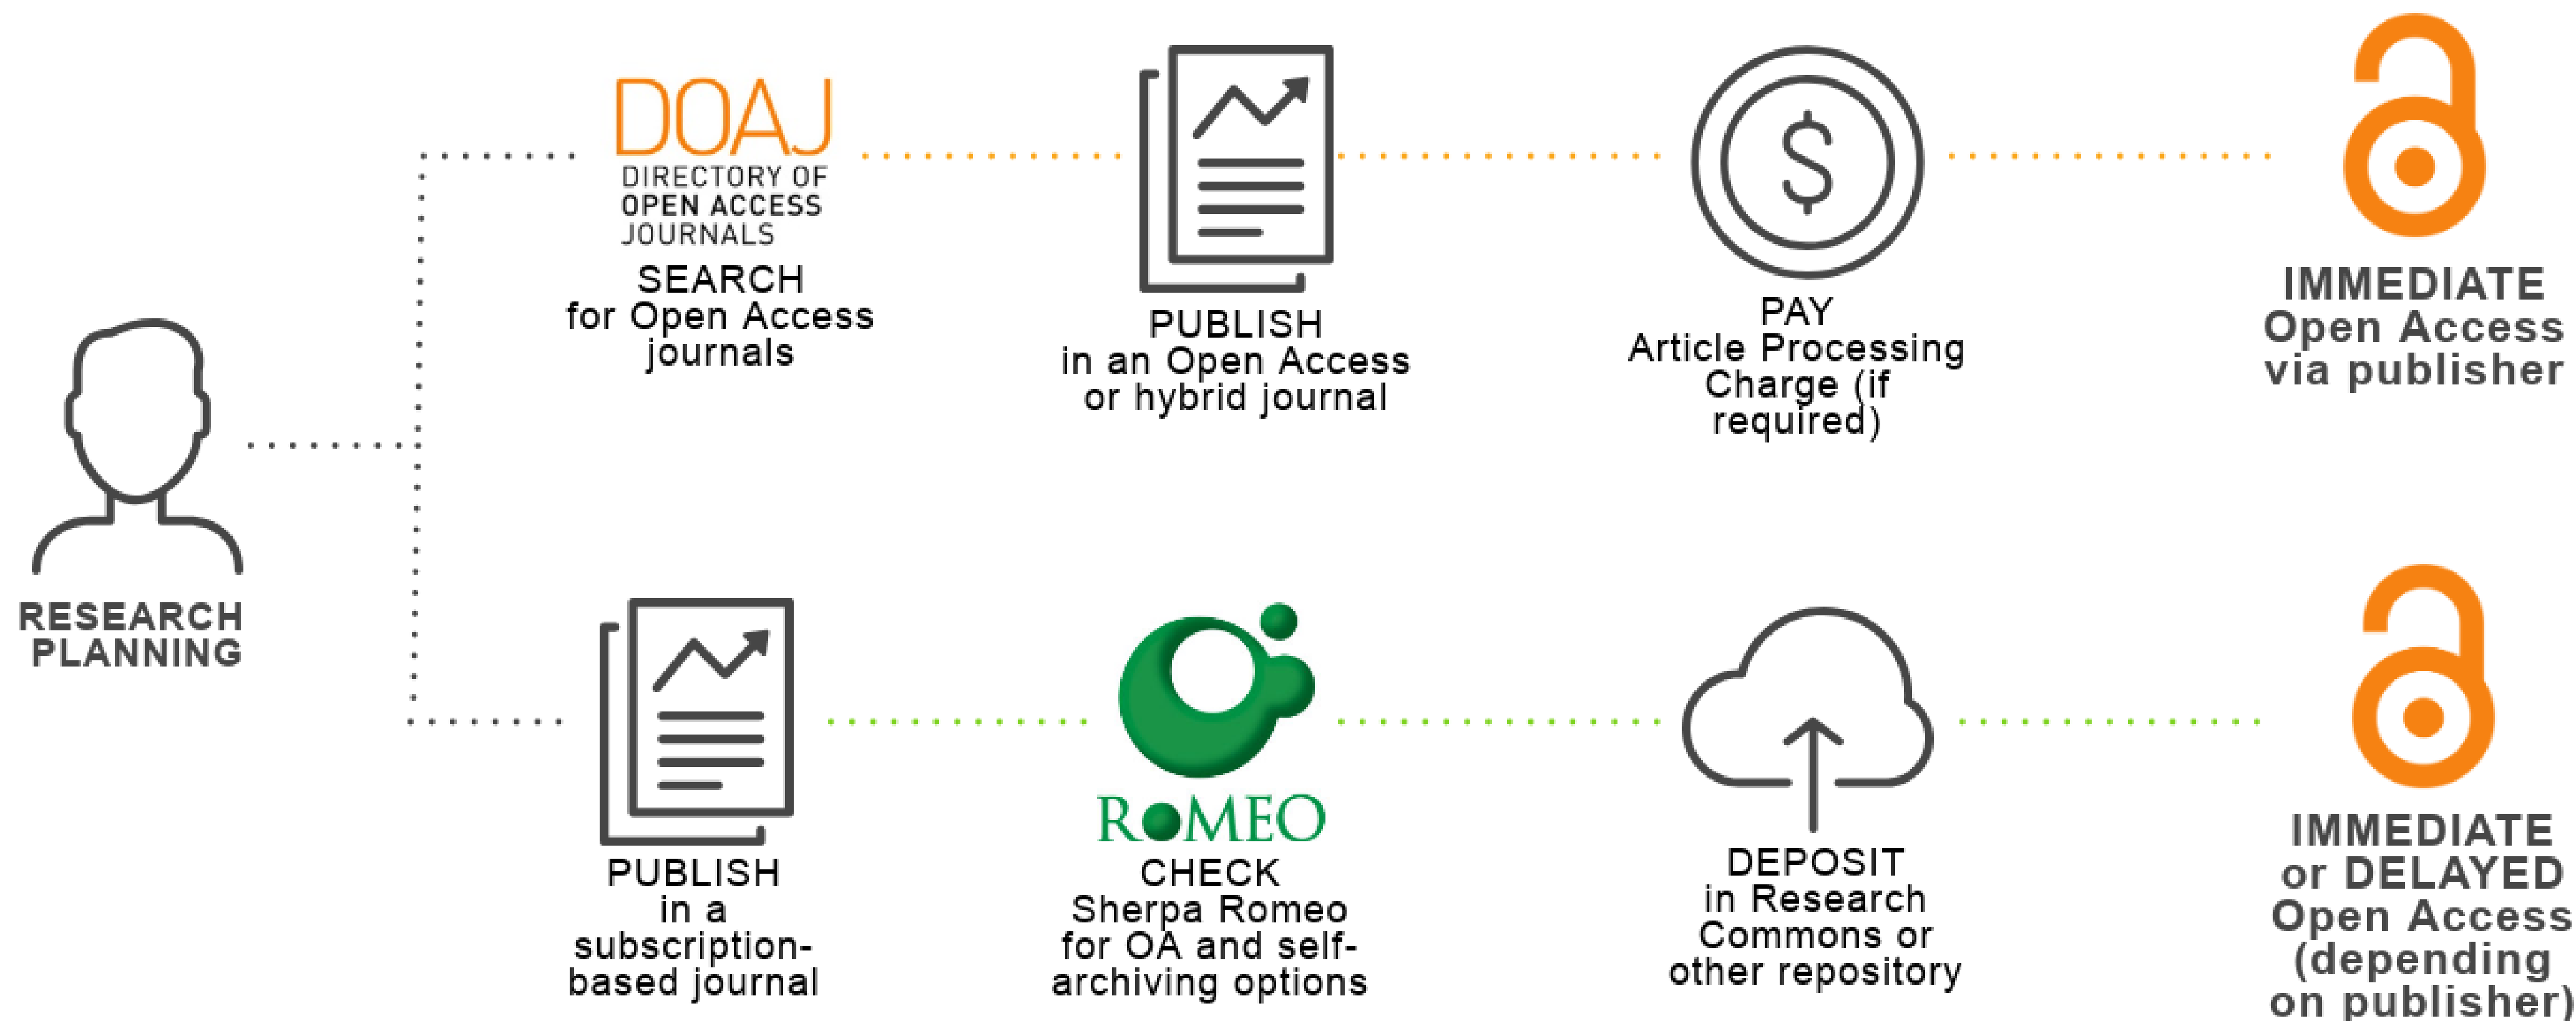 RESEARCH
PLANNING
DOAJ
DIRECTORY OF
OPEN ACCESS
JOURNALS
SEARCH
for Open Access
journals
PUBLISH
in an Open Access
or hybrid journal
$
PAY
Article Processing
Charge (if
required)
IMMEDIATE
Open Access
via publisher
PUBLISH
in a
subscription-
based journal
ROMEO
CHECK
Sherpa Romeo
for OA and self-
archiving options
DEPOSIT
in Research
Commons or
other repository
IMMEDIATE
or DELAYED
Open Access
(depending
on publisher)